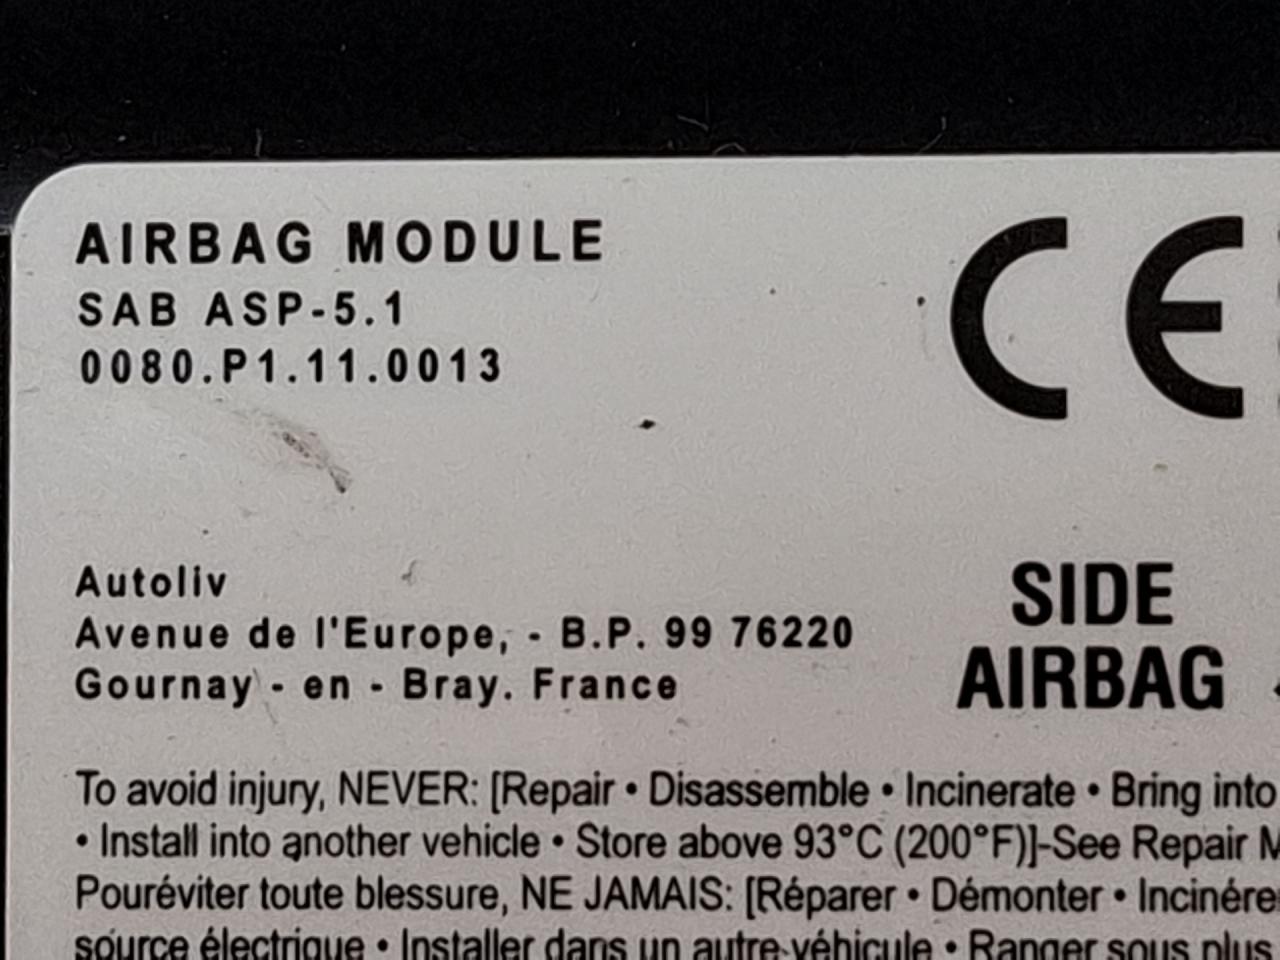 AIRBAG MODULE
SAB ASP-5.1
0080.P1.11.0013
CE
Autoliv
Avenue de l'Europe, - B.P. 99 76220
Gournay - en - Bray. France
SIDE
AIRBAG
To avoid injury, NEVER: [Repair • Disassemble • Incinerate • Bring into
• Install into another vehicle • Store above 93°C (200°F)]-See Repair M
Pouréviter toute blessure, NE JAMAIS: [Réparer • Démonter • Incinére
source électrique • Installer dans un autre véhicule • Ranger sous plus